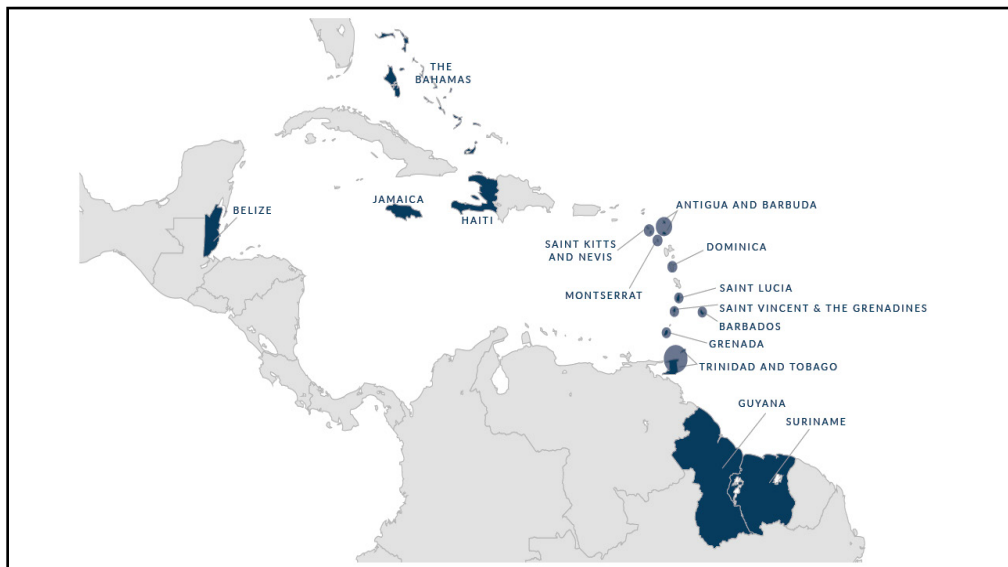 THE
BAHAMAS
BELIZE
JAMAICA
HAITI
ANTIGUA AND BARBUDA
SAINT KITTS
AND NEVIS
DOMINICA
MONTSERRAT
SAINT LUCIA
SAINT VINCENT & THE GRENADINES
BARBADOS
GRENADA
TRINIDAD AND TOBAGO
GUYANA
SURINAME